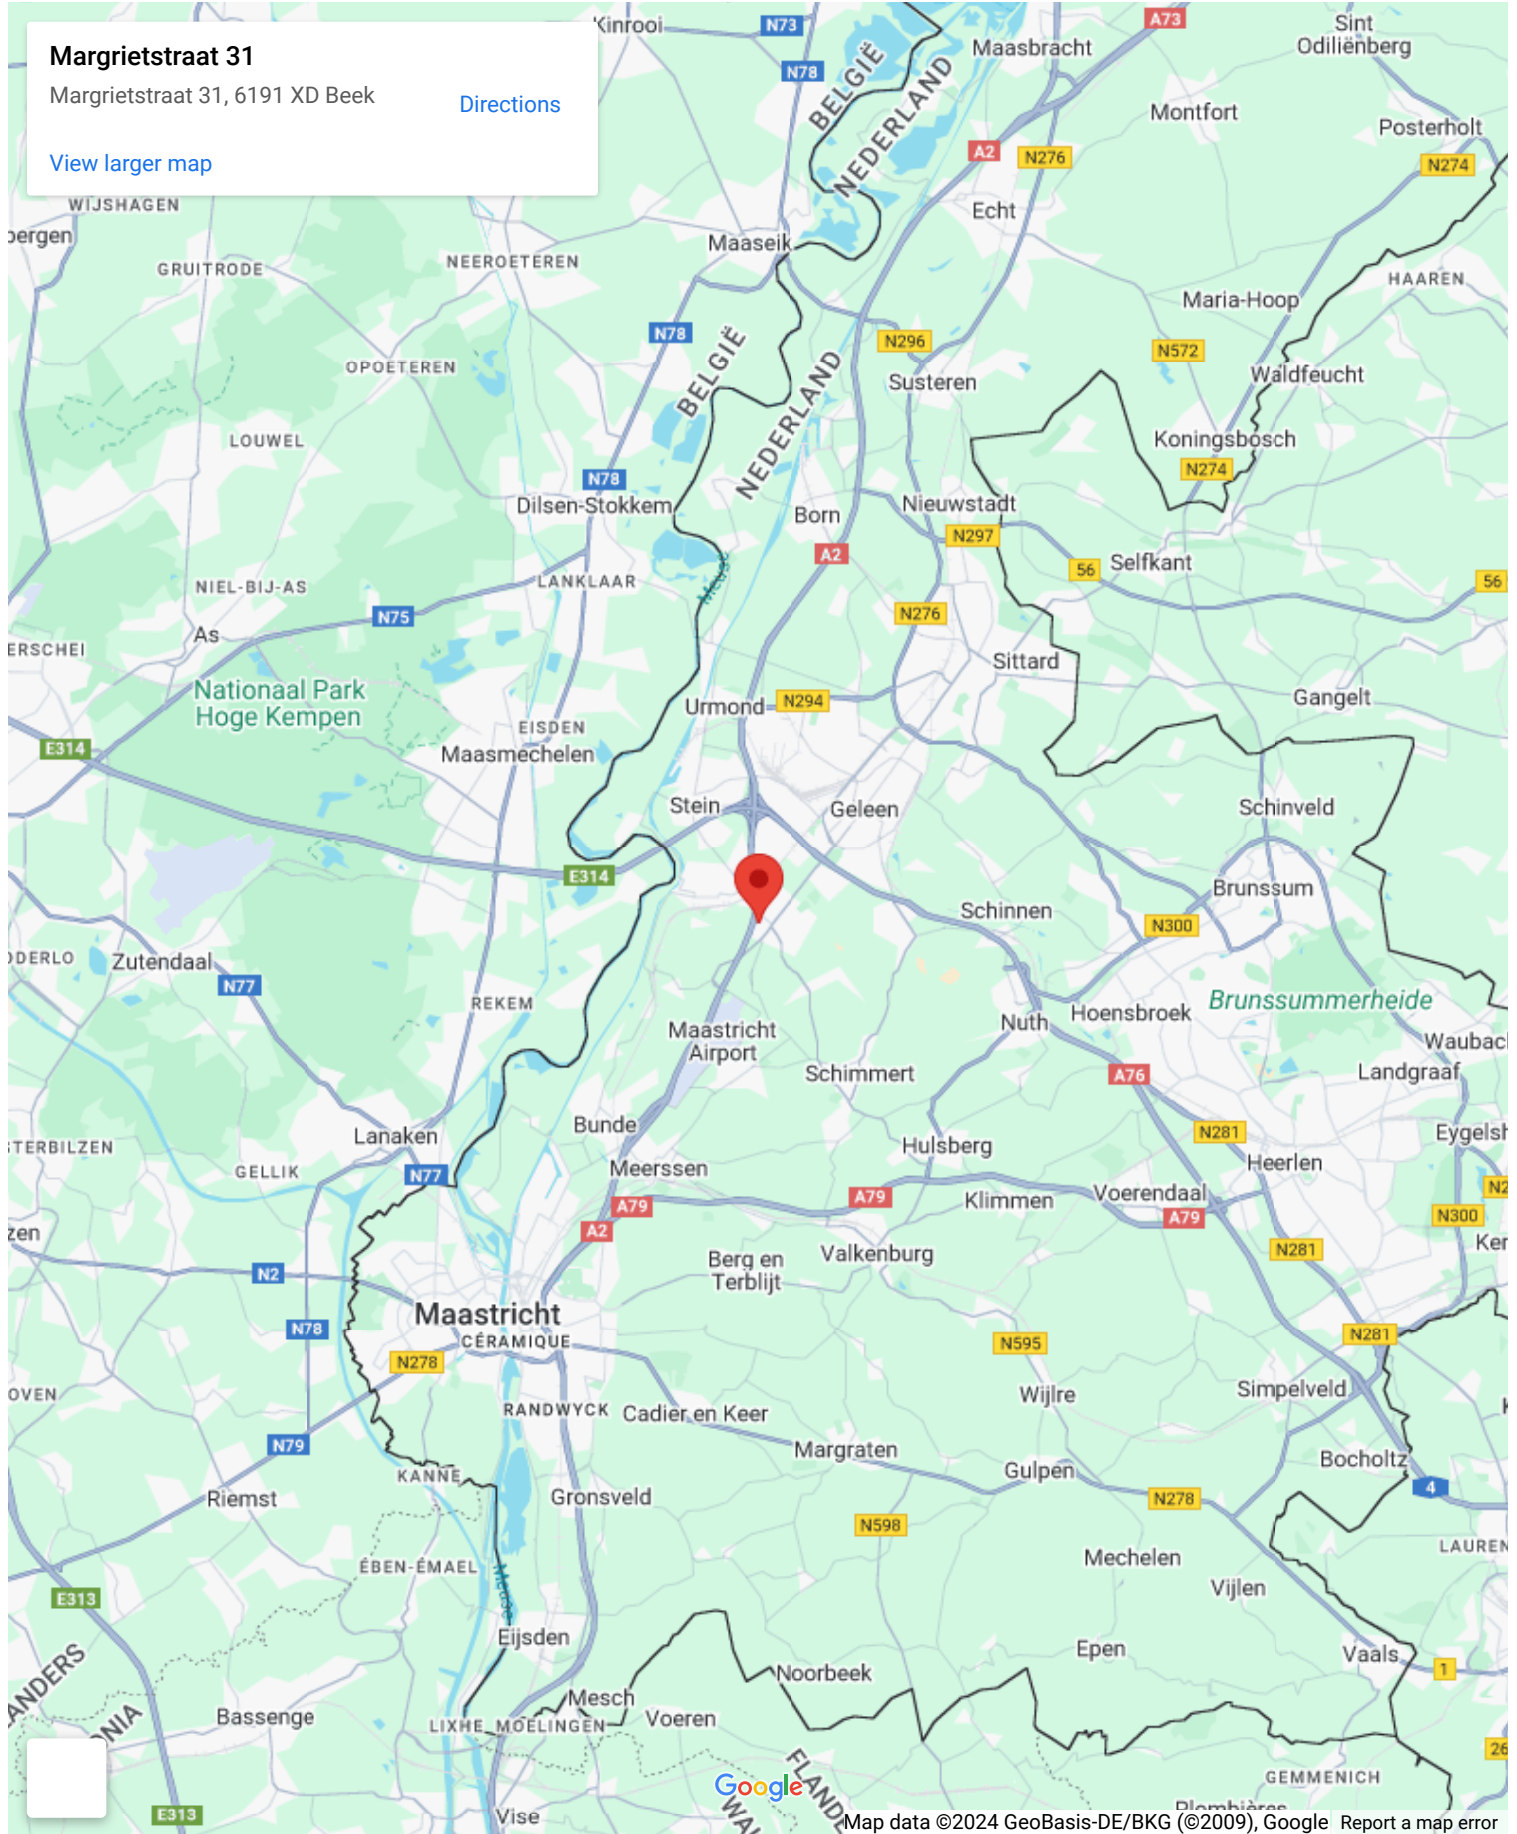 Margrietstraat 31
Margrietstraat 31, 6191 XD Beek
Directions
View larger map
Kinrooi
N73
A73
Sint
Odiliënberg
Maasbracht
N78
BELGIË
NEDERLAND
Montfort
Posterholt
A2
N276
N274
WIJSHAGEN
Echt
Maaseik
GRUITRODE
NEEROETEREN
HAAREN
Maria-Hoop
N78
N296
N572
BELGIË
NEDERLAND
OPOETEREN
Susteren
Waldfeucht
LOUWEL
Koningsbosch
N274
N78
Dilsen-Stokkem
Born
Nieuwstadt
N297
A2
Selfkant
56
56
Meuse
NIEL-BIJ-AS
LANKLAAR
N75
N276
As
ERSCHEI
Sittard
Nationaal Park
Hoge Kempen
Urmond
N294
Gangelt
EISDEN
E314
Maasmechelen
Stein
Geleen
Schinveld
E314
Brunssum
Schinnen
N300
Zutendaal
N77
REKEM
Brunssummerheide
Hoensbroek
Nuth
Maastricht
Airport
Schimmert
A76
Landgraaf
Bunde
Lanaken
N281
Hulsberg
GELLIK
N77
Meerssen
Heerlen
A79
A79
Klimmen
Voerendaal
A79
N300
A2
N281
Berg en
Terblijt
Valkenburg
N2
Maastricht
CÉRAMIQUE
N78
N278
N595
N281
Wijlre
Simpelveld
RANDWYCK
Cadier en Keer
N79
Margraten
Bocholtz
KANNE
Gulpen
Riemst
Gronsveld
N278
4
N598
ÉBEN-ÉMAEL
Mechelen
Vijlen
E313
Meuse
Eijsden
Epen
Vaals
Noorbeek
1
Mesch
Bassenge
LIXHE
MOELINGEN
Voeren
26
GEMMENICH
Google
E313
Vise
Plombières
Map data ©2024 GeoBasis-DE/BKG (©2009), Google
Report a map error